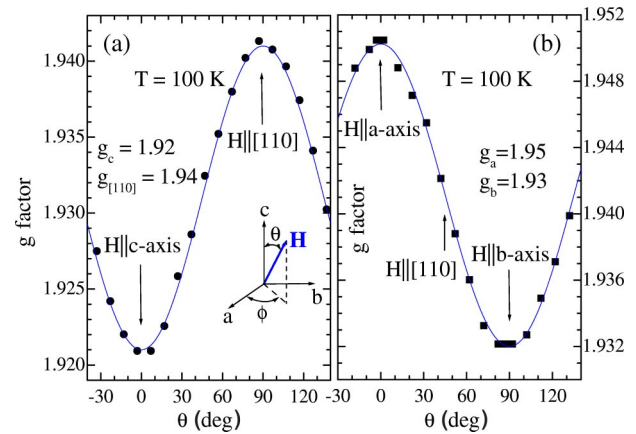 (a)
T = 100 K
H||[110]
g_c = 1.92
g_[110] = 1.94
H||c-axis
c
θ
H
a
ϕ
b
g factor
1.940
1.935
1.930
1.925
1.920
-30 0 30 60 90 120
θ (deg)
(b)
T = 100 K
H||a-axis
g_a=1.95
g_b=1.93
H||[110]
H||b-axis
g factor
1.952
1.948
1.944
1.940
1.936
1.932
-30 0 30 60 90 120
θ (deg)